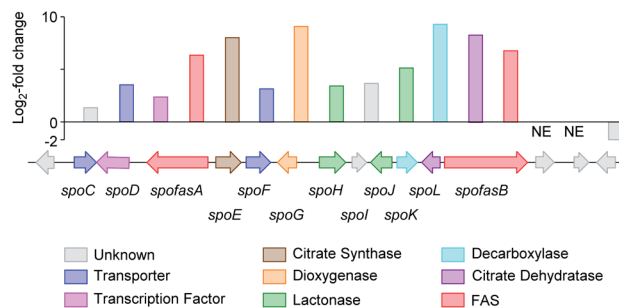 Log2-fold change
10
0
-2
NE NE
spoC spoD spofasA spoF spoH spoJ spoL spofasB
spoE spoG spoI spoK
Unknown
Transporter
Transcription Factor
Citrate Synthase
Dioxygenase
Lactonase
Decarboxylase
Citrate Dehydratase
FAS